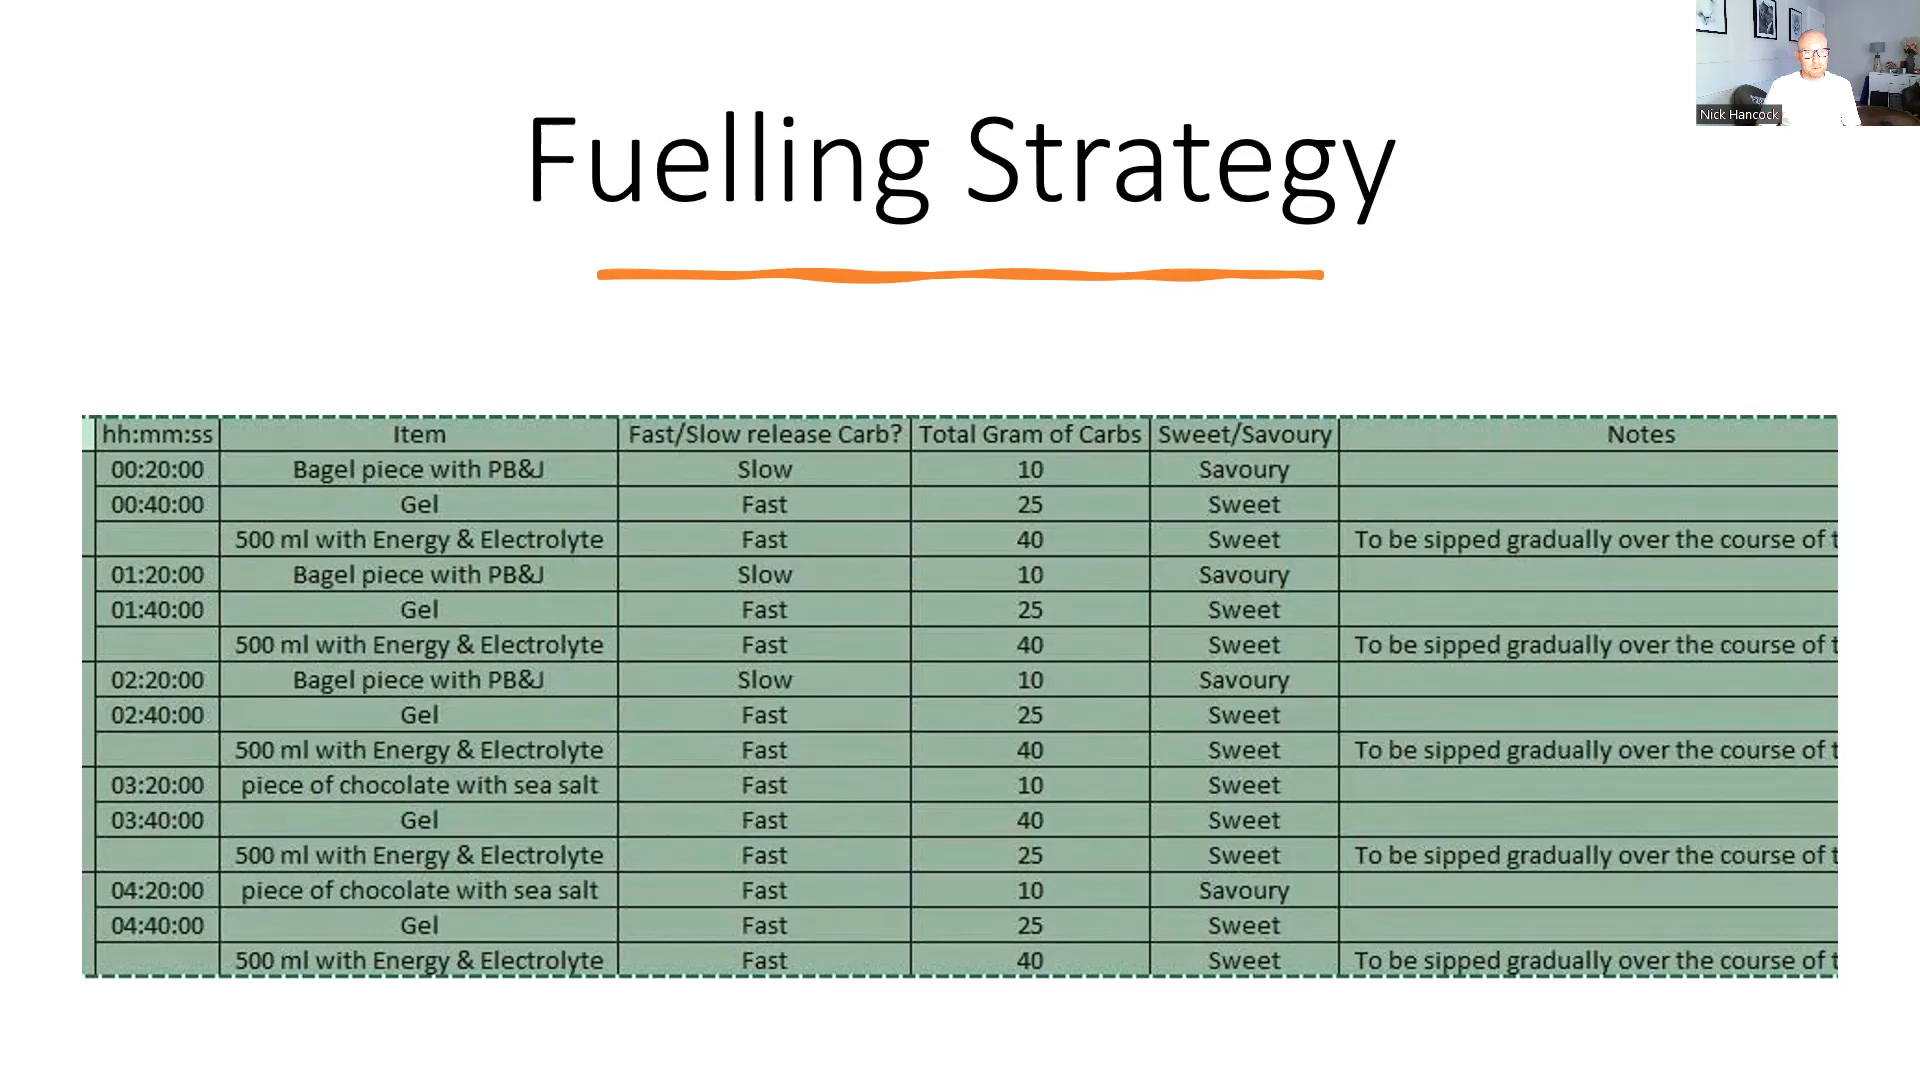 Nick Hancock
Fuelling Strategy
hh:mm:ss Item Fast/Slow release Carb? Total Gram of Carbs Sweet/Savoury Notes
00:20:00 Bagel piece with PB&J Slow 10 Savoury
00:40:00 Gel Fast 25 Sweet
500 ml with Energy & Electrolyte Fast 40 Sweet To be sipped gradually over the course of t
01:20:00 Bagel piece with PB&J Slow 10 Savoury
01:40:00 Gel Fast 25 Sweet
500 ml with Energy & Electrolyte Fast 40 Sweet To be sipped gradually over the course of t
02:20:00 Bagel piece with PB&J Slow 10 Savoury
02:40:00 Gel Fast 25 Sweet
500 ml with Energy & Electrolyte Fast 40 Sweet To be sipped gradually over the course of t
03:20:00 piece of chocolate with sea salt Fast 10 Sweet
03:40:00 Gel Fast 40 Sweet
500 ml with Energy & Electrolyte Fast 25 Sweet To be sipped gradually over the course of t
04:20:00 piece of chocolate with sea salt Fast 10 Savoury
04:40:00 Gel Fast 25 Sweet
500 ml with Energy & Electrolyte Fast 40 Sweet To be sipped gradually over the course of t